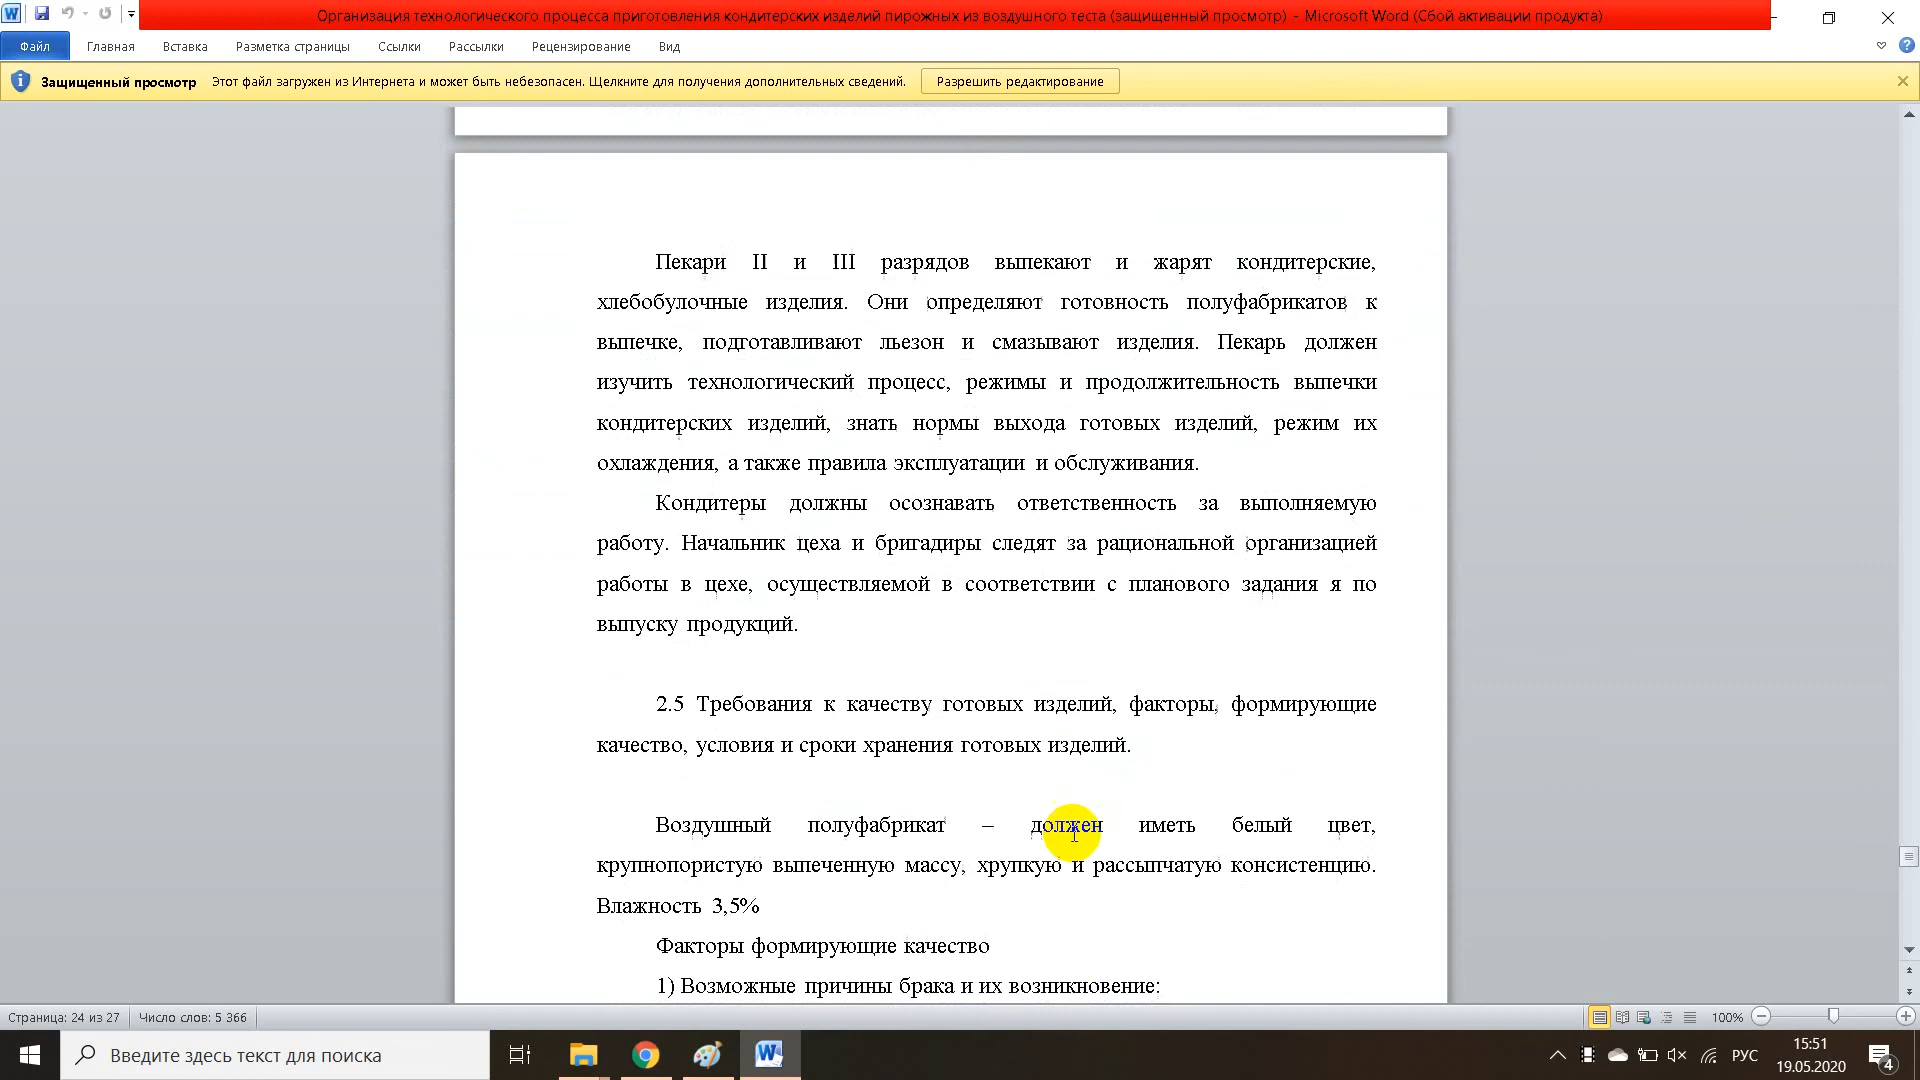 Организация технологического процесса приготовления кондитерских изделий пирожных из воздушного теста (защищенный просмотр) - Microsoft Word (Сбой активации продукта)
Файл Главная Вставка Разметка страницы Ссылки Рассылки Рецензирование Вид
Защищенный просмотр Этот файл загружен из Интернета и может быть небезопасен. Щелкните для получения дополнительных сведений. Разрешить редактирование
Пекари II и III разрядов выпекают и жарят кондитерские,
хлебобулочные изделия. Они определяют готовность полуфабрикатов к
выпечке, подготавливают льезон и смазывают изделия. Пекарь должен
изучить технологический процесс, режимы и продолжительность выпечки
кондитерских изделий, знать нормы выхода готовых изделий, режим их
охлаждения, а также правила эксплуатации и обслуживания.
Кондитеры должны осознавать ответственность за выполняемую
работу. Начальник цеха и бригадиры следят за рациональной организацией
работы в цехе, осуществляемой в соответствии с планового задания я по
выпуску продукций.
2.5 Требования к качеству готовых изделий, факторы, формирующие
качество, условия и сроки хранения готовых изделий.
Воздушный полуфабрикат – должен иметь белый цвет,
крупнопористую выпеченную массу, хрупкую и рассыпчатую консистенцию.
Влажность 3,5%
Факторы формирующие качество
1) Возможные причины брака и их возникновение:
Страница: 24 из 27 Число слов: 5 366 100%
Введите здесь текст для поиска РУС 15:51
19.05.2020 4